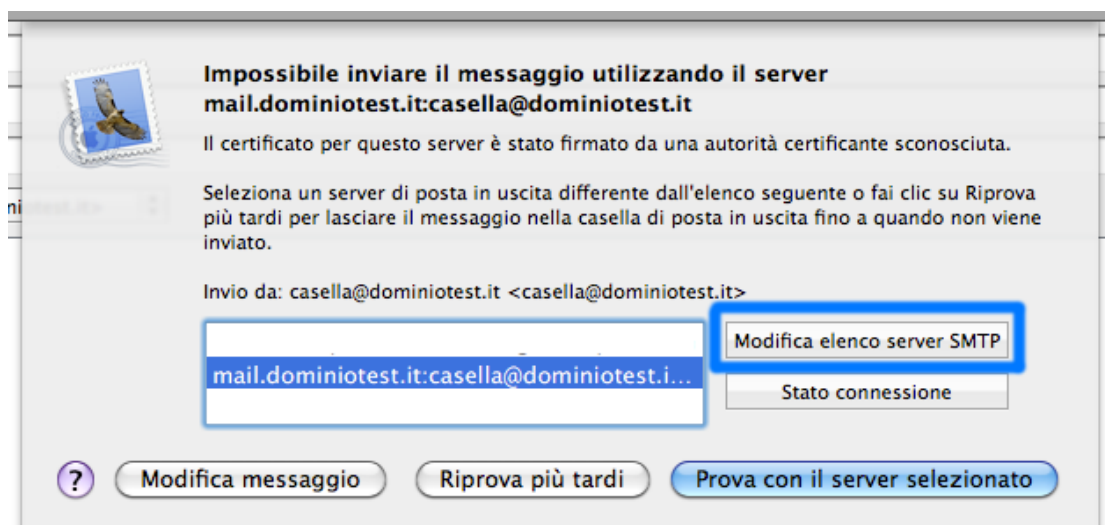 Impossibile inviare il messaggio utilizzando il server
mail.dominiotest.it:casella@dominiotest.it
Il certificato per questo server è stato firmato da una autorità certificante sconosciuta.
Seleziona un server di posta in uscita differente dall'elenco seguente o fai clic su Riprova
più tardi per lasciare il messaggio nella casella di posta in uscita fino a quando non viene
inviato.
Invio da: casella@dominiotest.it <casella@dominiotest.it>
Modifica elenco server SMTP
mail.dominiotest.it:casella@dominiotest.i...
Stato connessione
? Modifica messaggio Riprova più tardi Prova con il server selezionato